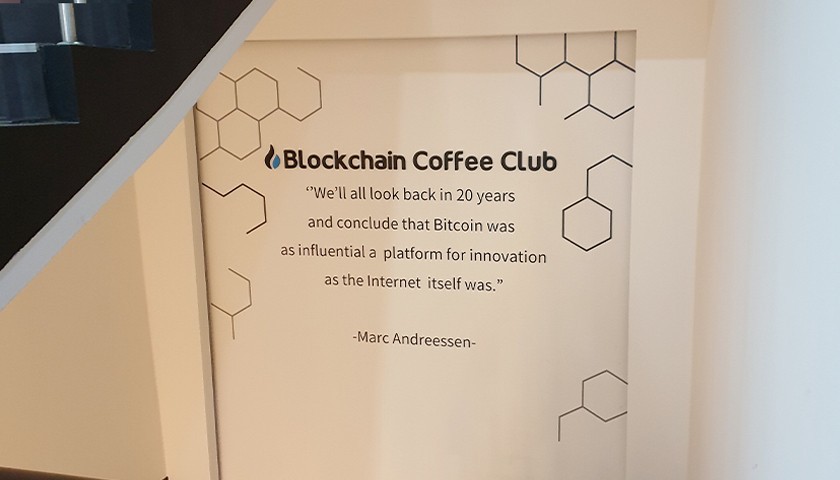 Blockchain Coffee Club
‘’We’ll all look back in 20 years
and conclude that Bitcoin was
as influential a platform for innovation
as the Internet itself was.”
-Marc Andreessen-